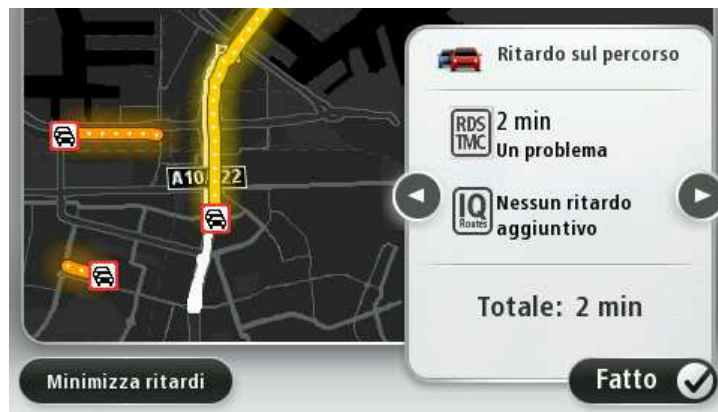 A10 E22
Ritardo sul percorso
RDS
TMC
2 min
Un problema
IQ
Routes
Nessun ritardo
aggiuntivo
Totale: 2 min
Minimizza ritardi
Fatto